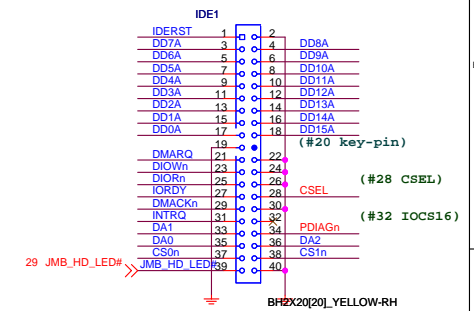 IDE1
IDERST 1 2
DD7A 3 4 DD8A
DD6A 5 6 DD9A
DD5A 7 8 DD10A
DD4A 9 10 DD11A
DD3A 11 12 DD12A
DD2A 13 14 DD13A
DD1A 15 16 DD14A
DD0A 17 18 DD15A
19 (#20 key-pin)
DMARQ 21 22
DIOWn 23 24
DIORn 25 26 (#28 CSEL)
IORDY 27 28 CSEL
DMACKn 29 30
INTRQ 31 32 (#32 IOCS16)
DA1 33 34 PDIAGn
DA0 35 36 DA2
CS0n 37 38 CS1n
29 JMB_HD_LED# JMB_HD_LED# 39 40
BH2X20[20]_YELLOW-RH